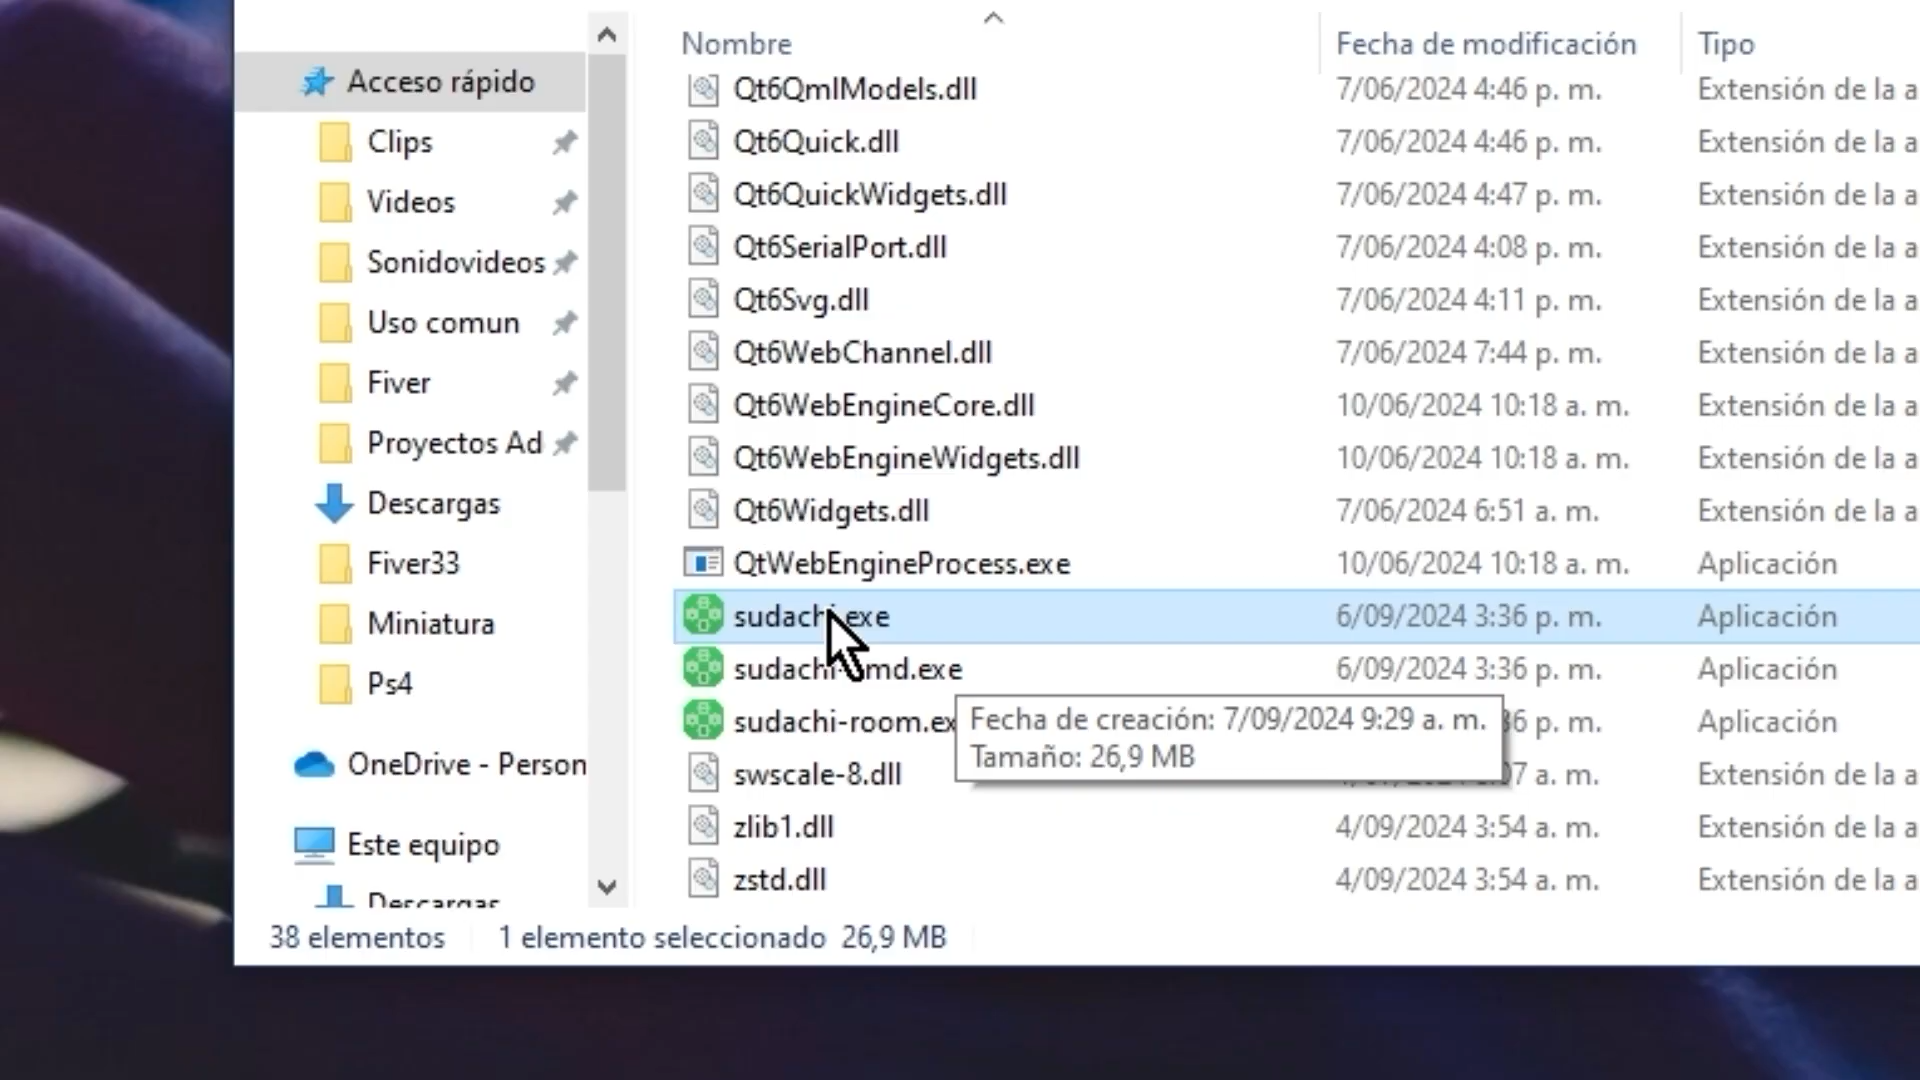 Nombre Fecha de modificación Tipo
Acceso rápido
Clips
Videos
Sonidovideos
Uso comun
Fiver
Proyectos Ad
Descargas
Fiver33
Miniatura
Ps4
OneDrive - Person
Este equipo
Descargas
Qt6QmlModels.dll 7/06/2024 4:46 p. m. Extensión de la a
Qt6Quick.dll 7/06/2024 4:46 p. m. Extensión de la a
Qt6QuickWidgets.dll 7/06/2024 4:47 p. m. Extensión de la a
Qt6SerialPort.dll 7/06/2024 4:08 p. m. Extensión de la a
Qt6Svg.dll 7/06/2024 4:11 p. m. Extensión de la a
Qt6WebChannel.dll 7/06/2024 7:44 p. m. Extensión de la a
Qt6WebEngineCore.dll 10/06/2024 10:18 a. m. Extensión de la a
Qt6WebEngineWidgets.dll 10/06/2024 10:18 a. m. Extensión de la a
Qt6Widgets.dll 7/06/2024 6:51 a. m. Extensión de la a
QtWebEngineProcess.exe 10/06/2024 10:18 a. m. Aplicación
sudachi.exe 6/09/2024 3:36 p. m. Aplicación
sudachi-cmd.exe 6/09/2024 3:36 p. m. Aplicación
sudachi-room.ex 36 p. m. Aplicación
Fecha de creación: 7/09/2024 9:29 a. m.
Tamaño: 26,9 MB
swscale-8.dll 07 a. m. Extensión de la a
zlib1.dll 4/09/2024 3:54 a. m. Extensión de la a
zstd.dll 4/09/2024 3:54 a. m. Extensión de la a
38 elementos 1 elemento seleccionado 26,9 MB